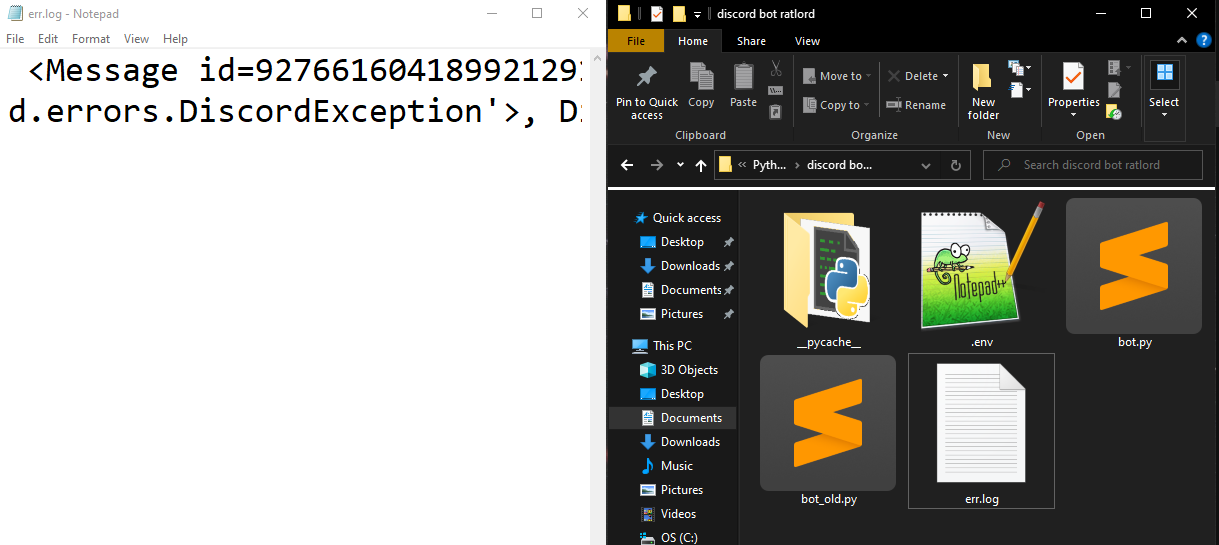 err.log - Notepad
File Edit Format View Help
<Message id=927661604189921291
d.errors.DiscordException'>, Di
discord bot ratlord
File Home Share View
Pin to Quick access
Copy
Paste
Clipboard
Move to
Copy to
Delete
Rename
Organize
New folder
New
Properties
Open
Select
« Pyth... > discord bo...
Search discord bot ratlord
Quick access
Desktop
Downloads
Documents
Pictures
This PC
3D Objects
Desktop
Documents
Downloads
Music
Pictures
Videos
OS (C:)
Notepad++
__pycache__
.env
bot.py
bot_old.py
err.log